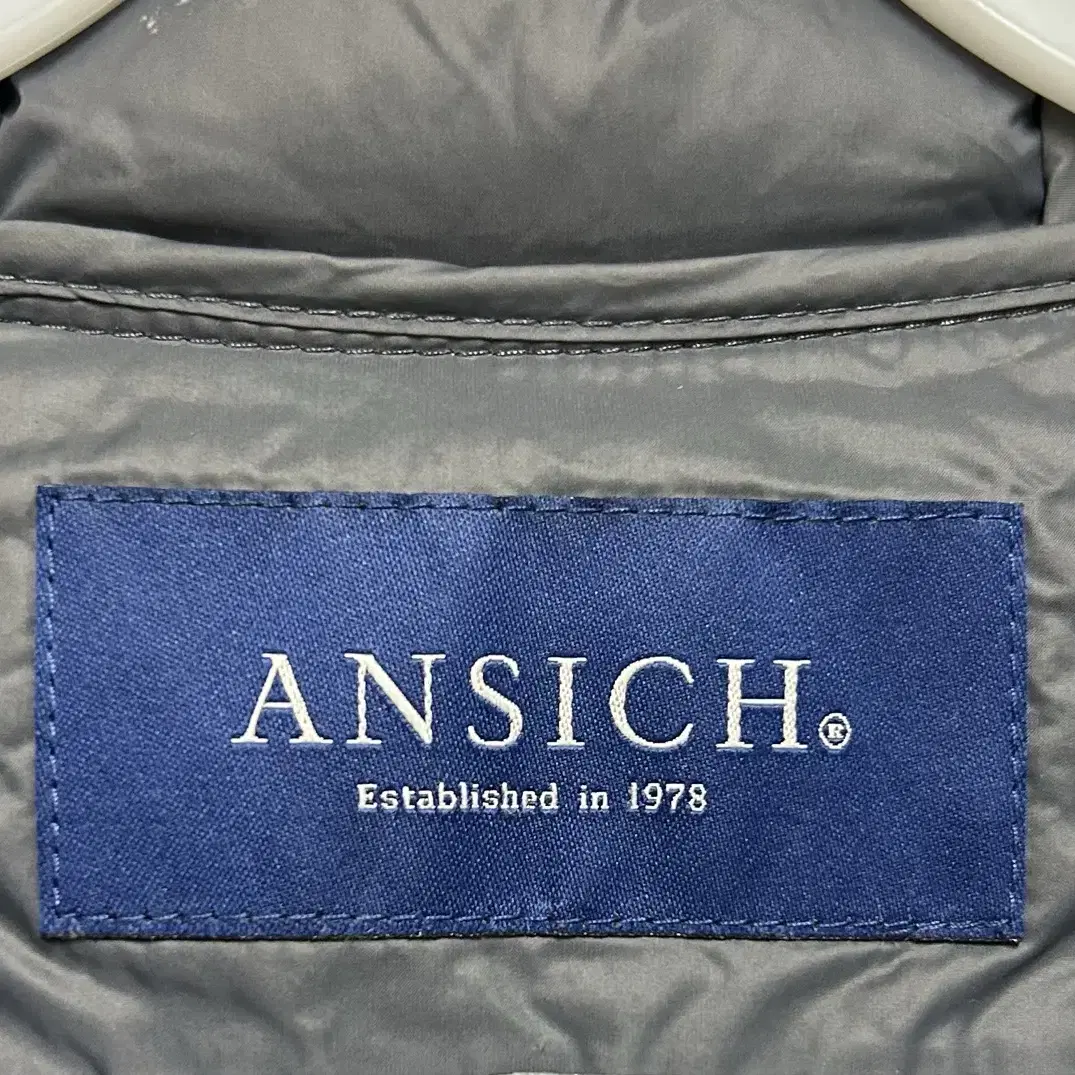 ANSICH®
Established in 1978